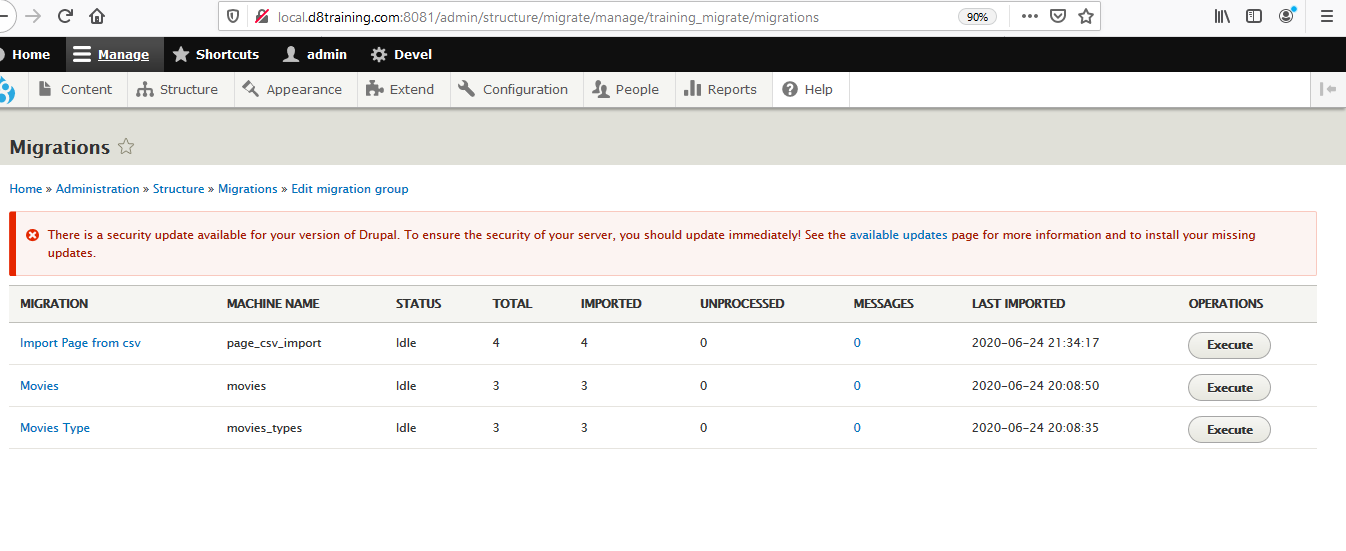 local.d8training.com:8081/admin/structure/migrate/manage/training_migrate/migrations 90%
Home Manage Shortcuts admin Devel
Content Structure Appearance Extend Configuration People Reports Help
Migrations
Home » Administration » Structure » Migrations » Edit migration group
There is a security update available for your version of Drupal. To ensure the security of your server, you should update immediately! See the available updates page for more information and to install your missing
updates.
MIGRATION MACHINE NAME STATUS TOTAL IMPORTED UNPROCESSED MESSAGES LAST IMPORTED OPERATIONS
Import Page from csv page_csv_import Idle 4 4 0 0 2020-06-24 21:34:17 Execute
Movies movies Idle 3 3 0 0 2020-06-24 20:08:50 Execute
Movies Type movies_types Idle 3 3 0 0 2020-06-24 20:08:35 Execute